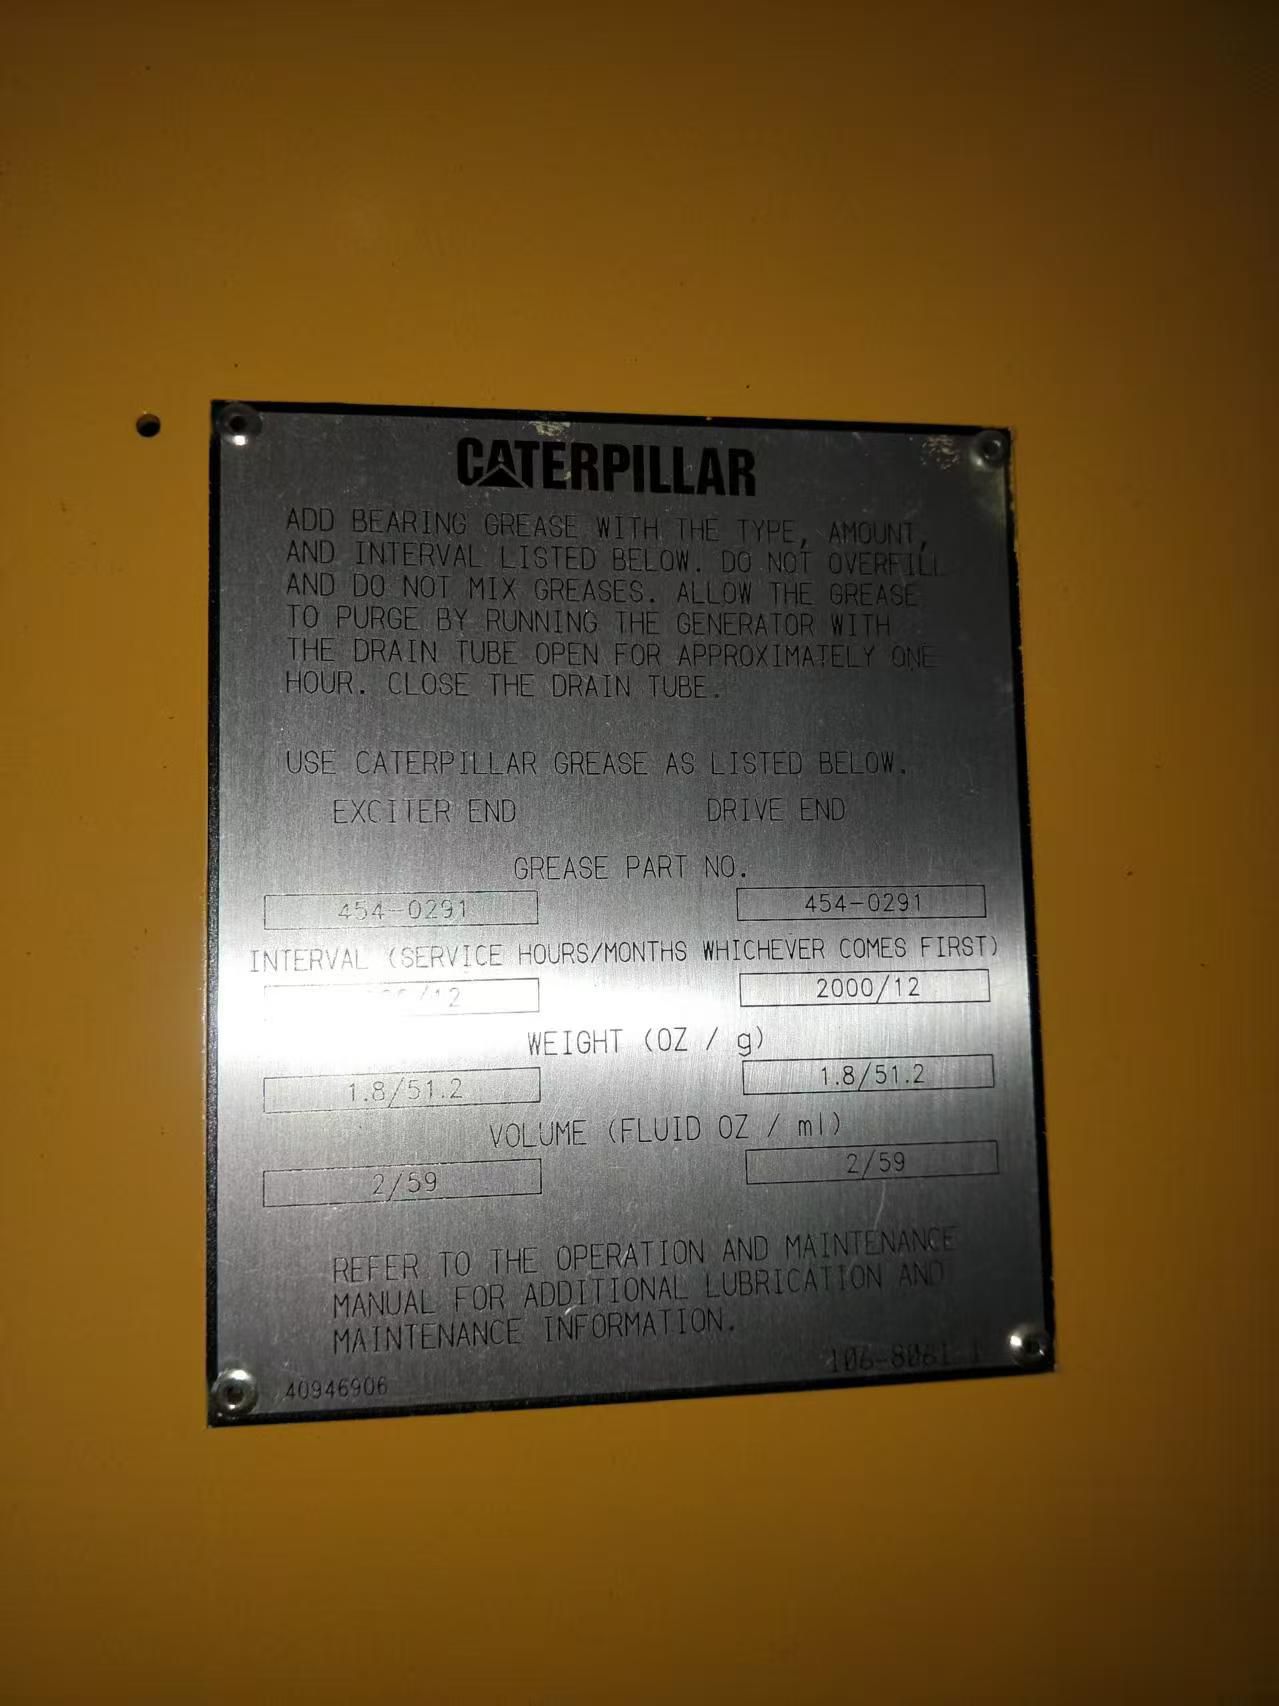 CATERPILLAR
ADD BEARING GREASE WITH THE TYPE, AMOUNT,
AND INTERVAL LISTED BELOW. DO NOT OVERFILL
AND DO NOT MIX GREASES. ALLOW THE GREASE
TO PURGE BY RUNNING THE GENERATOR WITH
THE DRAIN TUBE OPEN FOR APPROXIMATELY ONE
HOUR. CLOSE THE DRAIN TUBE.
USE CATERPILLAR GREASE AS LISTED BELOW.
EXCITER END DRIVE END
GREASE PART NO.
454-0291 454-0291
INTERVAL (SERVICE HOURS/MONTHS WHICHEVER COMES FIRST)
2000/12
WEIGHT (OZ / g)
1.8/51.2 1.8/51.2
VOLUME (FLUID OZ / ml)
2/59 2/59
REFER TO THE OPERATION AND MAINTENANCE
MANUAL FOR ADDITIONAL LUBRICATION AND
MAINTENANCE INFORMATION.
40946906